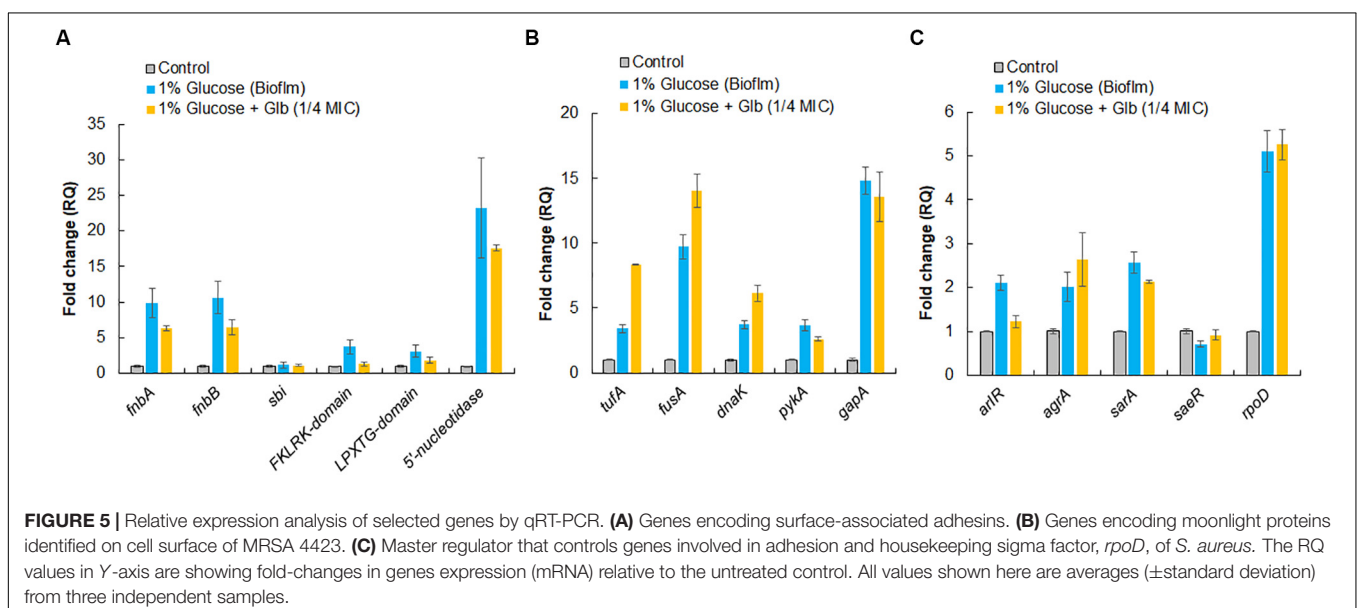 A
Control
1% Glucose (Bioflm)
1% Glucose + Glb (1/4 MIC)
Fold change (RQ)
35
30
25
20
15
10
5
0
fnbA
fnbB
sbi
FKLRK-domain
LPXTG-domain
5'-nucleotidase
B
Control
1% Glucose (Bioflm)
1% Glucose + Glb (1/4 MIC)
Fold change (RQ)
20
15
10
5
0
tufA
fusA
dnaK
pykA
gapA
C
Control
1% Glucose (Bioflm)
1% Glucose + Glb (1/4 MIC)
Fold change (RQ)
6
5
4
3
2
1
0
arlR
agrA
sarA
saeR
rpoD
FIGURE 5 | Relative expression analysis of selected genes by qRT-PCR. (A) Genes encoding surface-associated adhesins. (B) Genes encoding moonlight proteins
identified on cell surface of MRSA 4423. (C) Master regulator that controls genes involved in adhesion and housekeeping sigma factor, rpoD, of S. aureus. The RQ
values in Y-axis are showing fold-changes in genes expression (mRNA) relative to the untreated control. All values shown here are averages (±standard deviation)
from three independent samples.